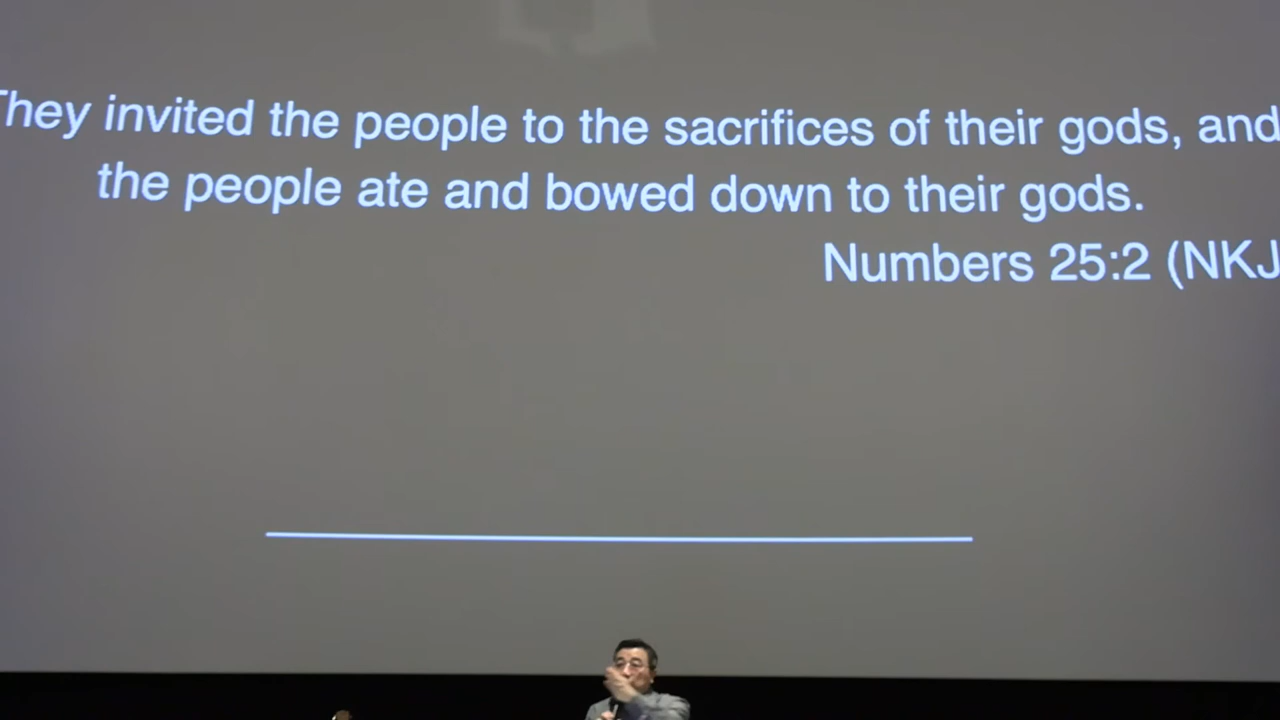 They invited the people to the sacrifices of their gods, and
the people ate and bowed down to their gods.
Numbers 25:2 (NKJ